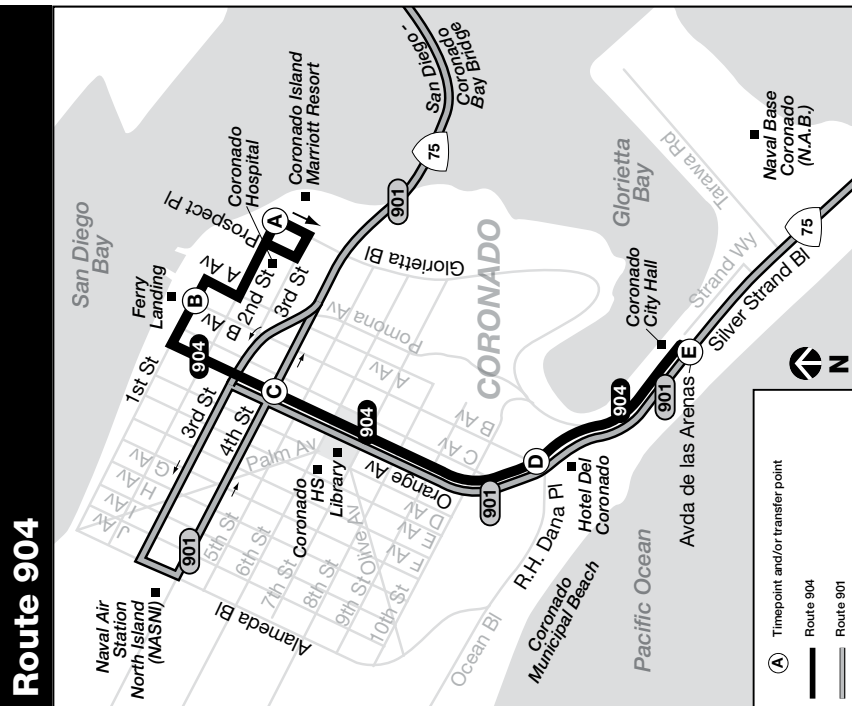 Route 904
San Diego
Bay
Ferry
Landing
Prospect Pl
Coronado
Hospital
Coronado Island
Marriott Resort
San Diego -
Coronado
Bay Bridge
75
901
A
B
A Av
B Av
2nd St
3rd St
1st St
904
3rd St
4th St
C
Glorietta Bl
Pomona Av
A Av
CORONADO
Glorietta
Bay
Tarawa Rd
Naval Base
Coronado
(N.A.B.)
75
Strand Wy
Silver Strand Bl
Coronado
City Hall
E
901
904
Avda de las Arenas
D
Hotel Del
Coronado
R.H. Dana Pl
B Av
C Av
904
Orange Av
901
Palm Av
Coronado
HS
Library
G Av
H Av
I Av
J Av
901
5th St
6th St
7th St
8th St
9th St
10th St
Olive Av
D Av
E Av
F Av
Alameda Bl
Naval Air
Station
North Island
(NASNI)
Ocean Bl
Coronado
Municipal Beach
Pacific Ocean
N
A Timepoint and/or transfer point
Route 904
Route 901